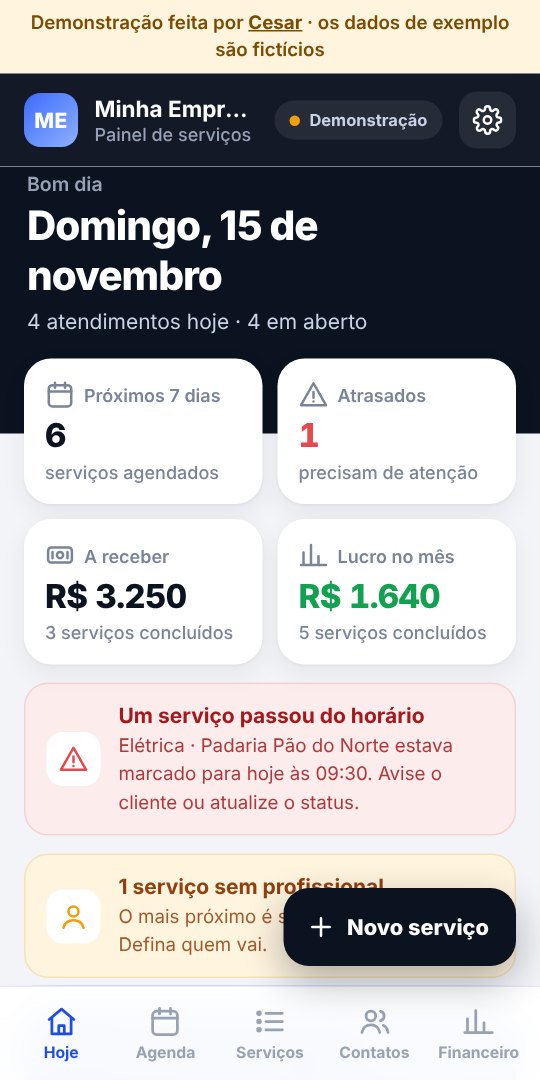 Demonstração feita por Cesar · os dados de exemplo
são fictícios
ME
Minha Empr...
Painel de serviços
Demonstração
Bom dia
Domingo, 15 de
novembro
4 atendimentos hoje · 4 em aberto
Próximos 7 dias
6
serviços agendados
Atrasados
1
precisam de atenção
A receber
R$ 3.250
3 serviços concluídos
Lucro no mês
R$ 1.640
5 serviços concluídos
Um serviço passou do horário
Elétrica · Padaria Pão do Norte estava
marcado para hoje às 09:30. Avise o
cliente ou atualize o status.
1 serviço sem profissional
O mais próximo é
Defina quem vai.
Novo serviço
Hoje
Agenda
Serviços
Contatos
Financeiro